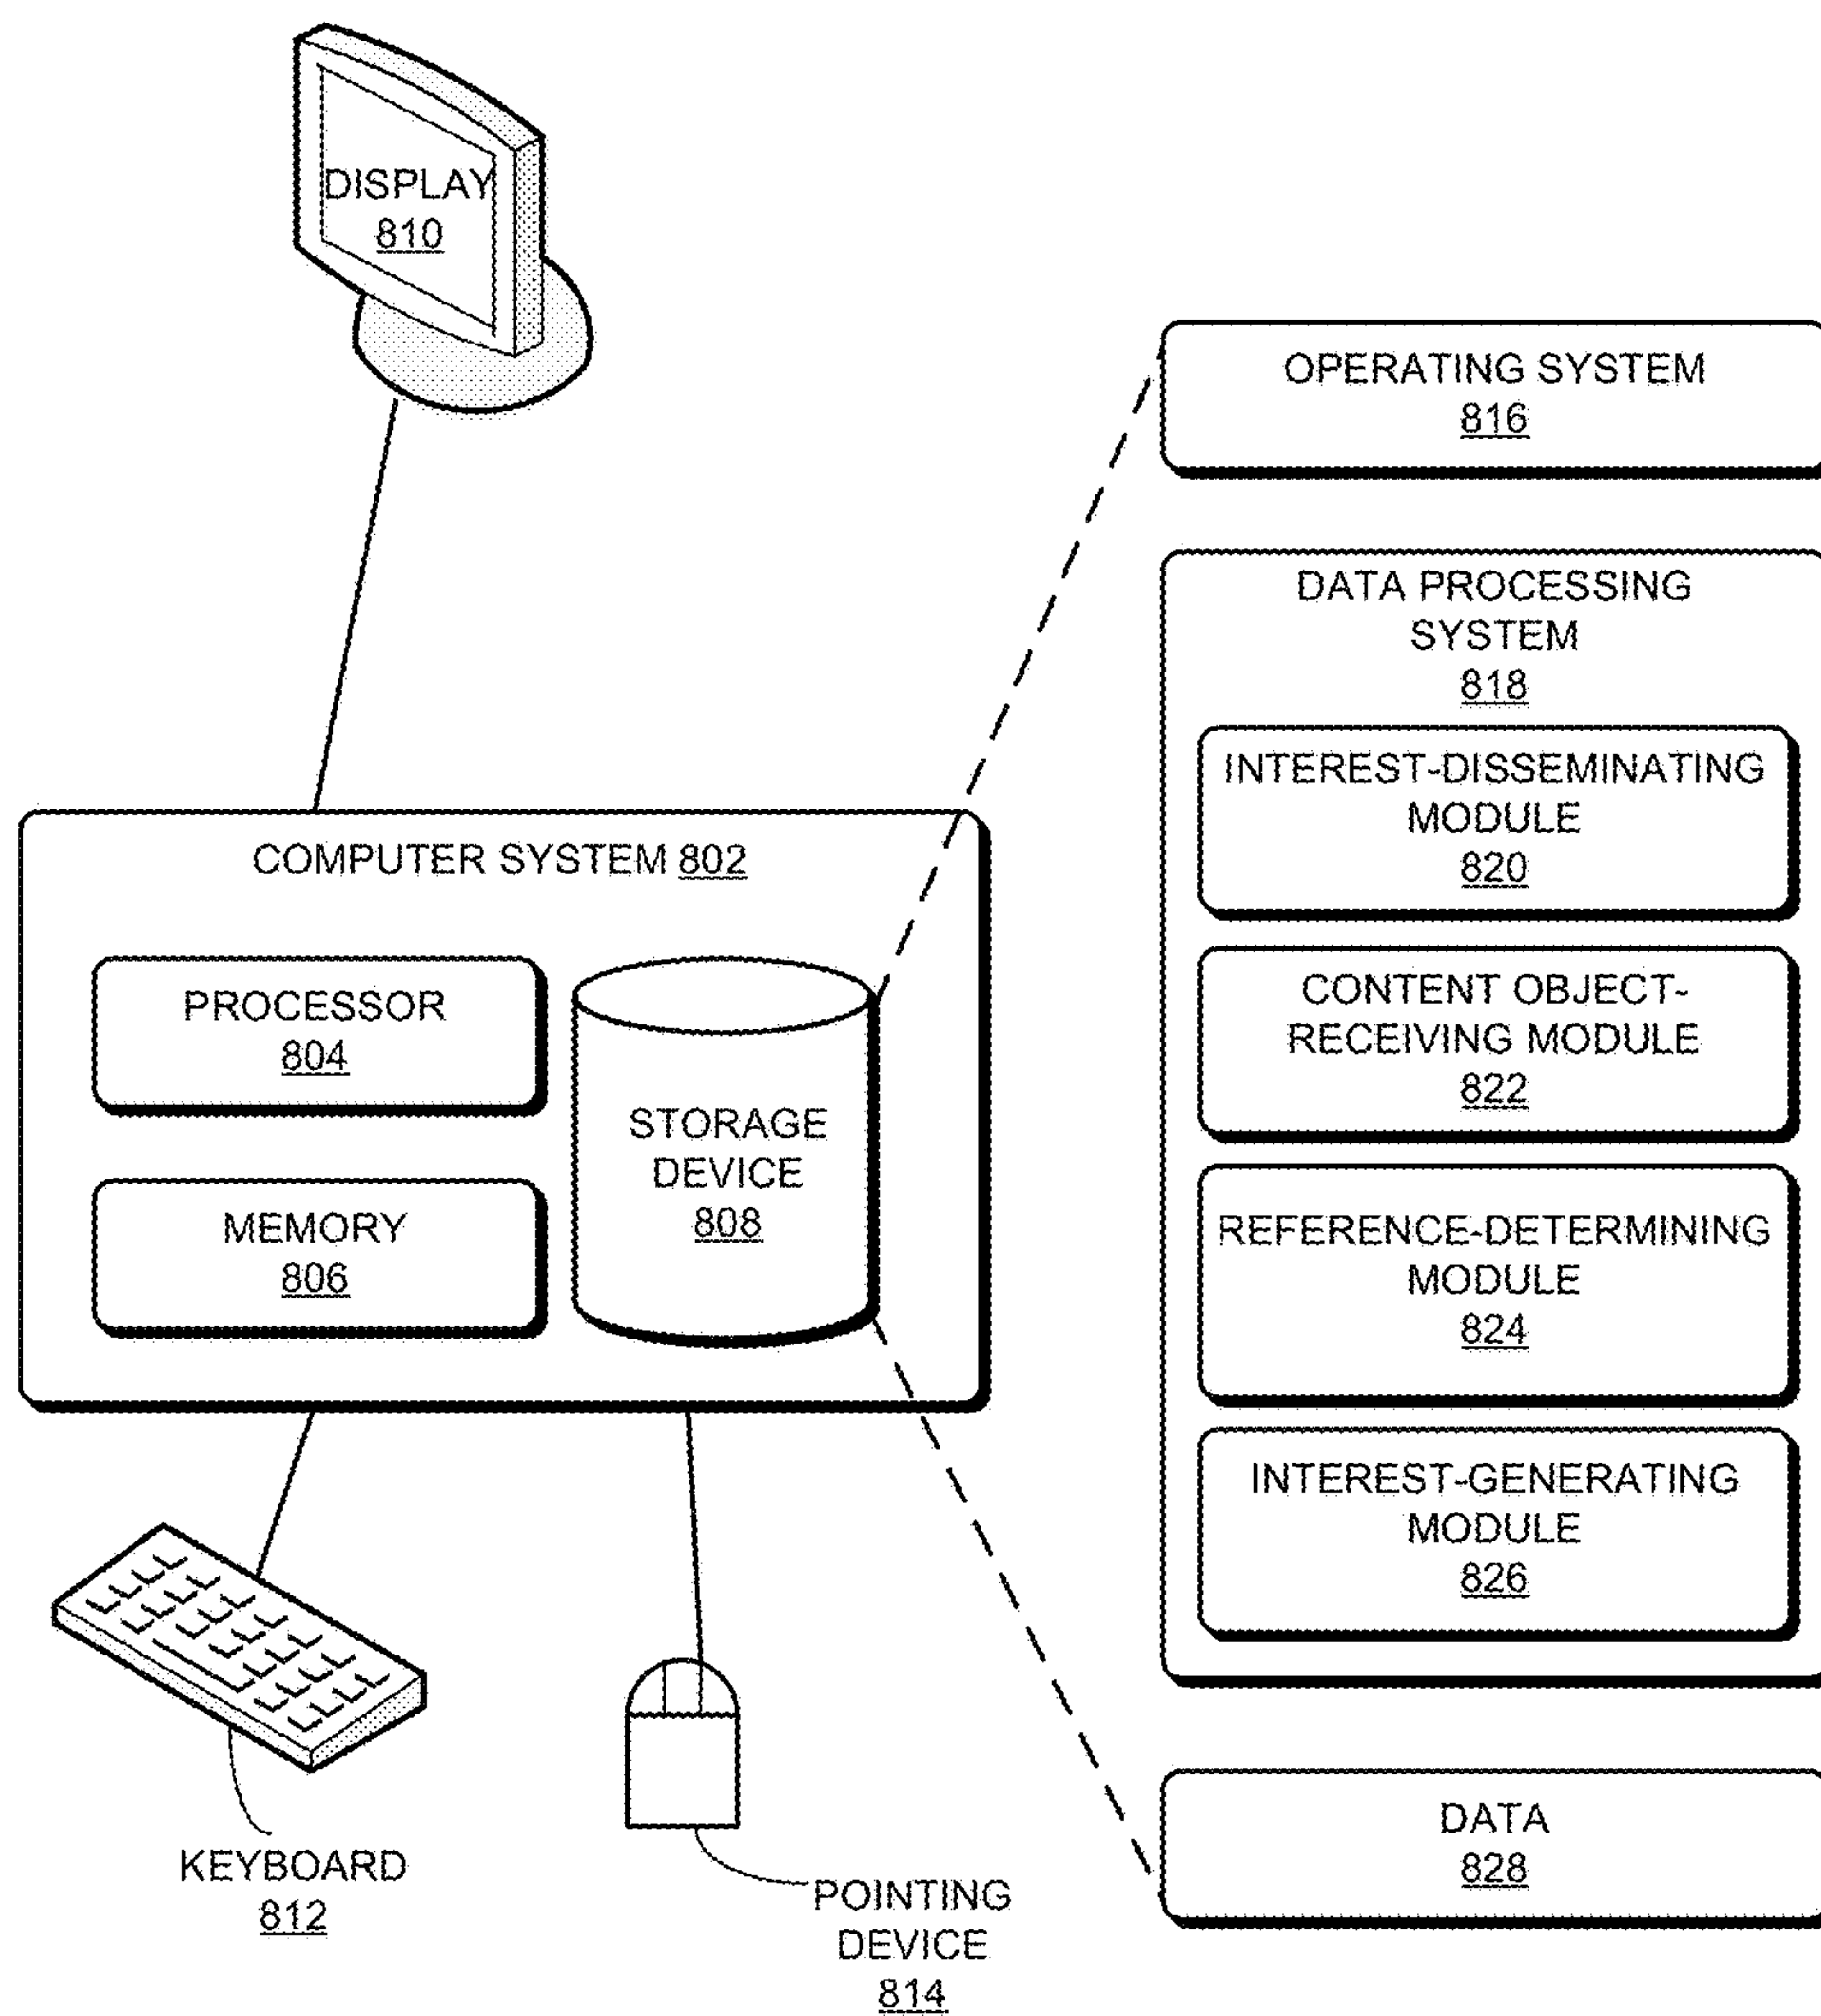 DISPLAY
810
COMPUTER SYSTEM 802
PROCESSOR
804
MEMORY
806
STORAGE
DEVICE
808
KEYBOARD
812
POINTING
DEVICE
814
OPERATING SYSTEM
816
DATA PROCESSING
SYSTEM
818
INTEREST-DISSEMINATING
MODULE
820
CONTENT OBJECT-
RECEIVING MODULE
822
REFERENCE-DETERMINING
MODULE
824
INTEREST-GENERATING
MODULE
826
DATA
828